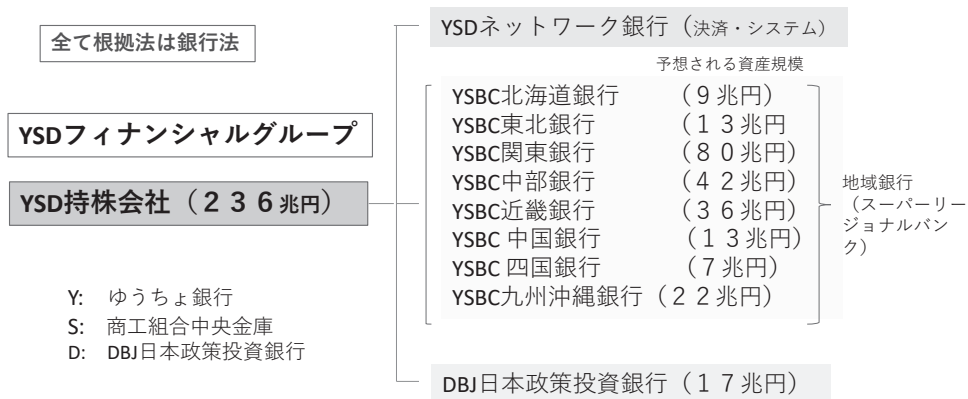 全て根拠法は銀行法
YSDフィナンシャルグループ
YSD持株会社（２３６兆円）
Y: ゆうちょ銀行
S: 商工組合中央金庫
D: DBJ日本政策投資銀行
YSDネットワーク銀行（決済・システム）
予想される資産規模
YSBC北海道銀行 （９兆円）
YSBC東北銀行 （１３兆円
YSBC関東銀行 （８０兆円）
YSBC中部銀行 （４２兆円）
YSBC近畿銀行 （３６兆円）
YSBC 中国銀行 （１３兆円）
YSBC 四国銀行 （７兆円）
YSBC九州沖縄銀行（２２兆円）
地域銀行
（スーパーリー
ジョナルバン
ク）
DBJ日本政策投資銀行（１７兆円）